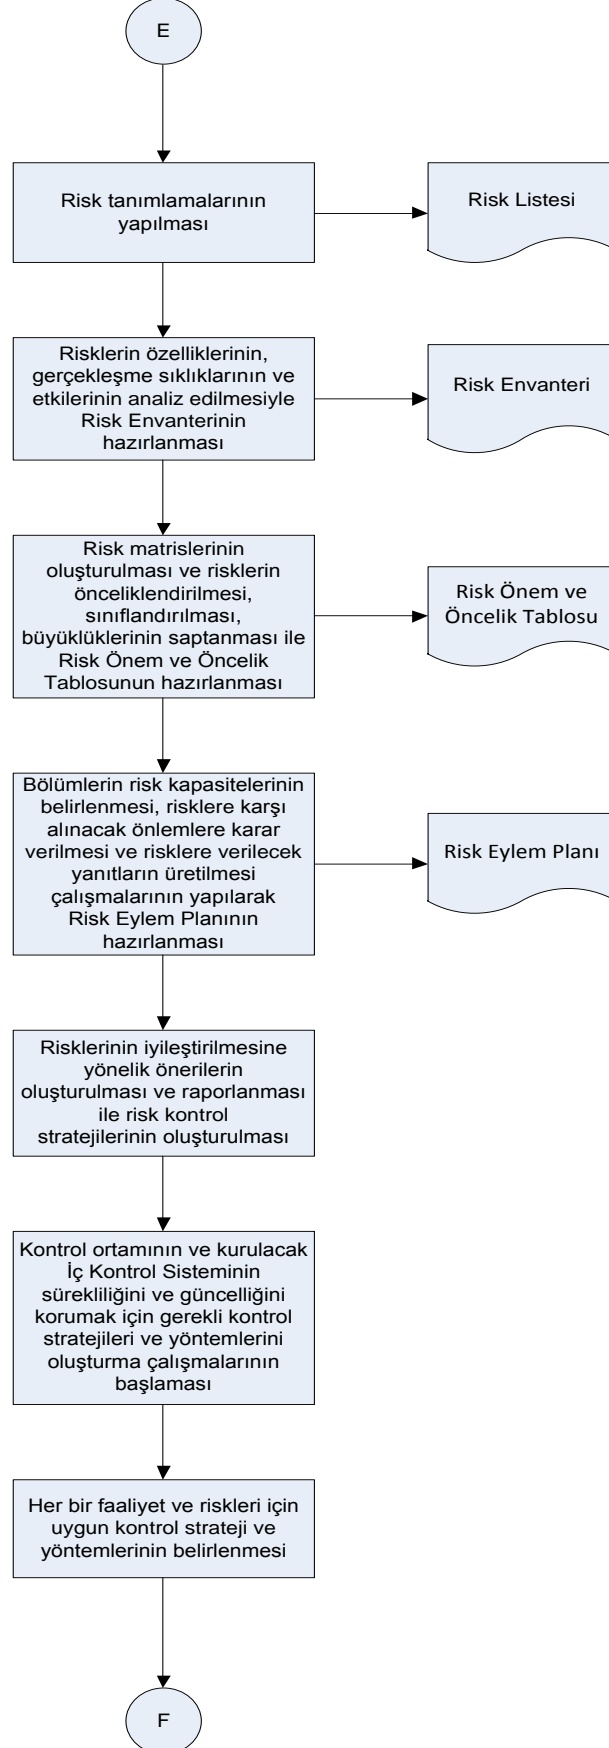 E
Risk tanımlamalarının
yapılması
Risk Listesi
Risklerin özelliklerinin,
gerçekleşme sıklıklarının ve
etkilerinin analiz edilmesiyle
Risk Envanterinin
hazırlanması
Risk Envanteri
Risk matrislerinin
oluşturulması ve risklerin
önceliklendirilmesi,
sınıflandırılması,
büyüklüklerinin saptanması ile
Risk Önem ve Öncelik
Tablosunun hazırlanması
Risk Önem ve
Öncelik Tablosu
Bölümlerin risk kapasitelerinin
belirlenmesi, risklere karşı
alınacak önlemlere karar
verilmesi ve risklere verilecek
yanıtların üretilmesi
çalışmalarının yapılarak
Risk Eylem Planının
hazırlanması
Risk Eylem Planı
Risklerinin iyileştirilmesine
yönelik önerilerin
oluşturulması ve raporlanması
ile risk kontrol
stratejilerinin oluşturulması
Kontrol ortamının ve kurulacak
İç Kontrol Sisteminin
sürekliliğini ve güncelliğini
korumak için gerekli kontrol
stratejileri ve yöntemlerini
oluşturma çalışmalarının
başlaması
Her bir faaliyet ve riskleri için
uygun kontrol strateji ve
yöntemlerinin belirlenmesi
F